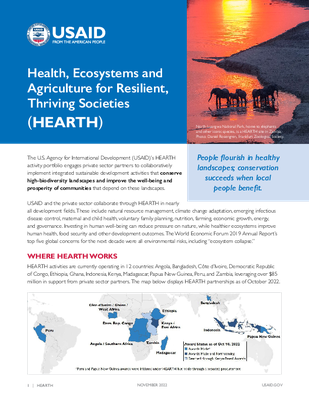 USAID
FROM THE AMERICAN PEOPLE
Health, Ecosystems and
Agriculture for Resilient,
Thriving Societies
(HEARTH)
People flourish in healthy
landscapes; conservation
succeeds when local
people benefit.
The U.S. Agency for International Development (USAID)'s HEARTH
activity portfolio engages private sector partners to collaboratively
implement integrated sustainable development activities that conserve
high-biodiversity landscapes and improve the well-being and
prosperity of communities that depend on these landscapes.
USAID and the private sector collaborate through HEARTH in nearly
all development fields. These include natural resource management, climate change adaptation, emerging infectious
disease control, maternal and child health, voluntary family planning, nutrition, farming, economic growth, energy,
and governance. Investing in human well-being can reduce pressure on nature, while healthier ecosystems improve
human health, food security and other development outcomes. The World Economic Forum 2019 Annual Report's
top five global concerns for the next decade were all environmental risks, including "ecosystem collapse."
WHERE HEARTH WORKS
HEARTH activities are currently operating in 12 countries: Angola, Bangladesh, Côte d'Ivoire, Democratic Republic
of Congo, Ethiopia, Ghana, Indonesia, Kenya, Madagascar, Papua New Guinea, Peru, and Zambia, leveraging over $85
million in support from private sector partners. The map below displays HEARTH partnerships as of October 2022.
Côte d'Ivoire / Ghana /
West Africa
Ethiopia
Bangladesh
Peru
Dem. Rep. Congo
Kenya /
East Africa
Indonesia
Angola / Southern Africa
Zambia
Madagascar
Papua New Guinea
1 | HEARTH
NOVEMBER 2022
USAID.GOV